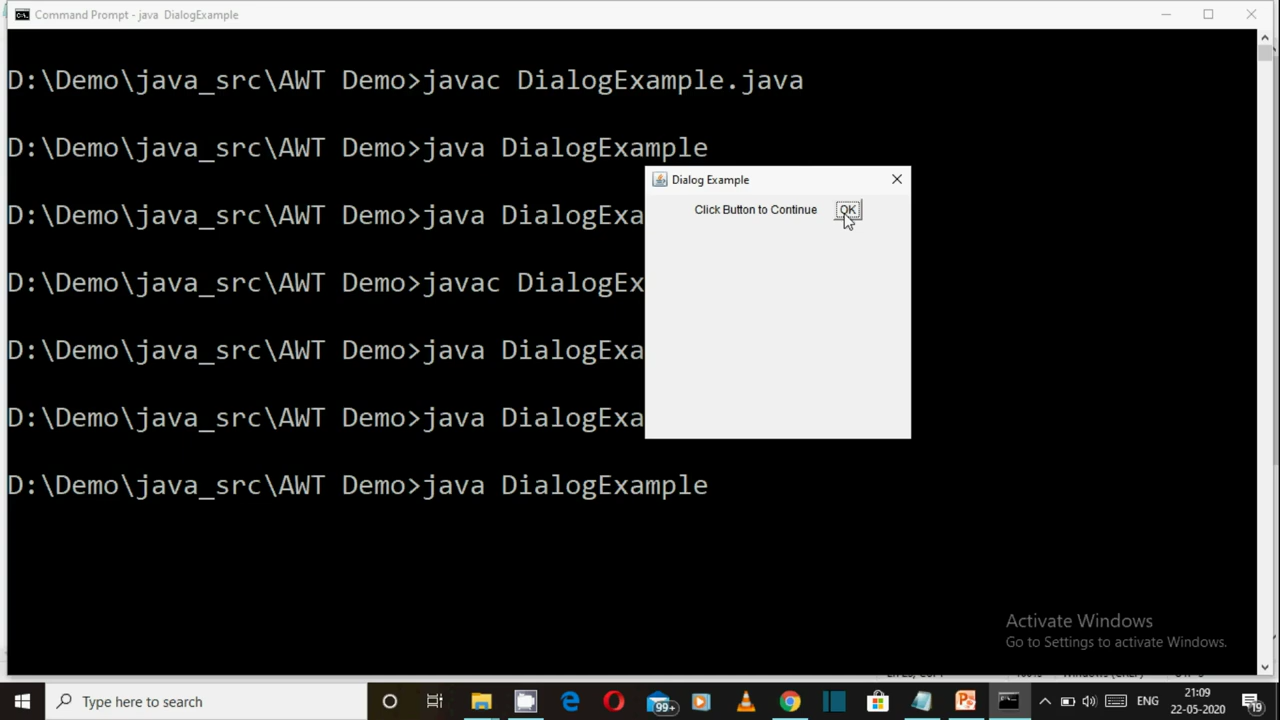 Command Prompt - java  DialogExample
D:\Demo\java_src\AWT Demo>javac DialogExample.java
D:\Demo\java_src\AWT Demo>java DialogExample
Dialog Example
D:\Demo\java_src\AWT Demo>java DialogExa
Click Button to Continue OK
D:\Demo\java_src\AWT Demo>javac DialogEx
D:\Demo\java_src\AWT Demo>java DialogExa
D:\Demo\java_src\AWT Demo>java DialogExa
D:\Demo\java_src\AWT Demo>java DialogExample
Activate Windows
Go to Settings to activate Windows.
Type here to search
99+
ENG
21:09
22-05-2020
19